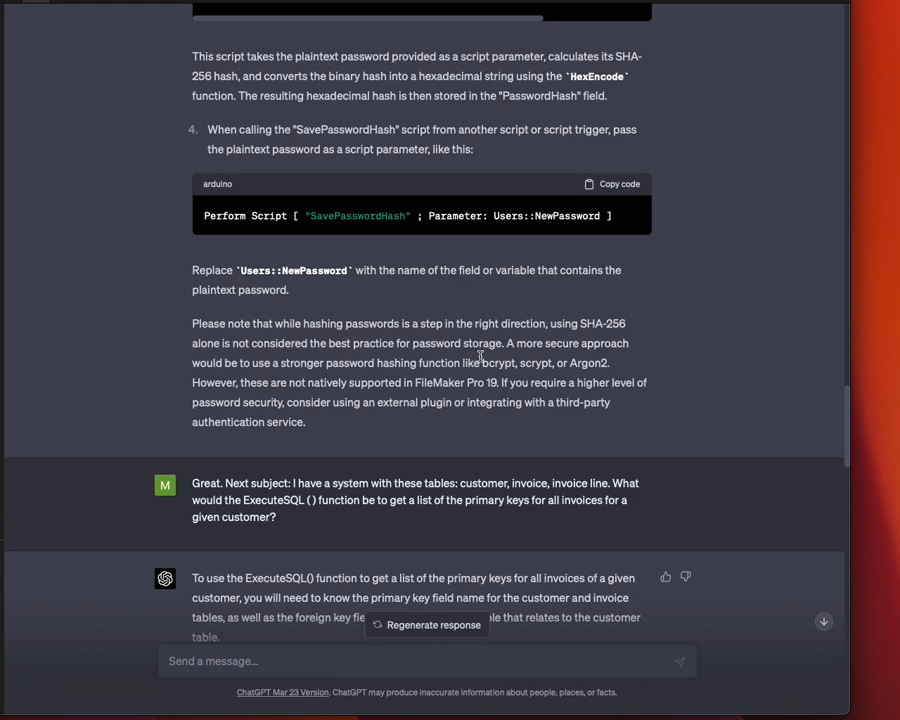 This script takes the plaintext password provided as a script parameter, calculates its SHA-
256 hash, and converts the binary hash into a hexadecimal string using the `HexEncode`
function. The resulting hexadecimal hash is then stored in the "PasswordHash" field.
4. When calling the "SavePasswordHash" script from another script or script trigger, pass
the plaintext password as a script parameter, like this:
arduino Copy code
Perform Script [ "SavePasswordHash" ; Parameter: Users::NewPassword ]
Replace `Users::NewPassword` with the name of the field or variable that contains the
plaintext password.
Please note that while hashing passwords is a step in the right direction, using SHA-256
alone is not considered the best practice for password storage. A more secure approach
would be to use a stronger password hashing function like bcrypt, scrypt, or Argon2.
However, these are not natively supported in FileMaker Pro 19. If you require a higher level of
password security, consider using an external plugin or integrating with a third-party
authentication service.
M
Great. Next subject: I have a system with these tables: customer, invoice, invoice line. What
would the ExecuteSQL ( ) function be to get a list of the primary keys for all invoices for a
given customer?
To use the ExecuteSQL() function to get a list of the primary keys for all invoices of a given
customer, you will need to know the primary key field name for the customer and invoice
tables, as well as the foreign key fie le that relates to the customer
Regenerate response
table.
Send a message...
ChatGPT Mar 23 Version. ChatGPT may produce inaccurate information about people, places, or facts.